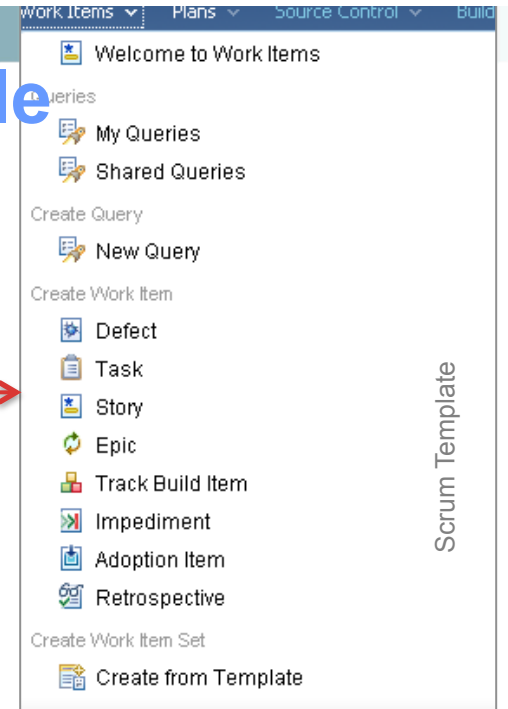 Work Items Plans Source Control Build
Welcome to Work Items
Queries
le
My Queries
Shared Queries
Create Query
New Query
Create Work Item
Defect
Task
Story
Epic
Track Build Item
Impediment
Adoption Item
Retrospective
Create Work Item Set
Create from Template
Scrum Template